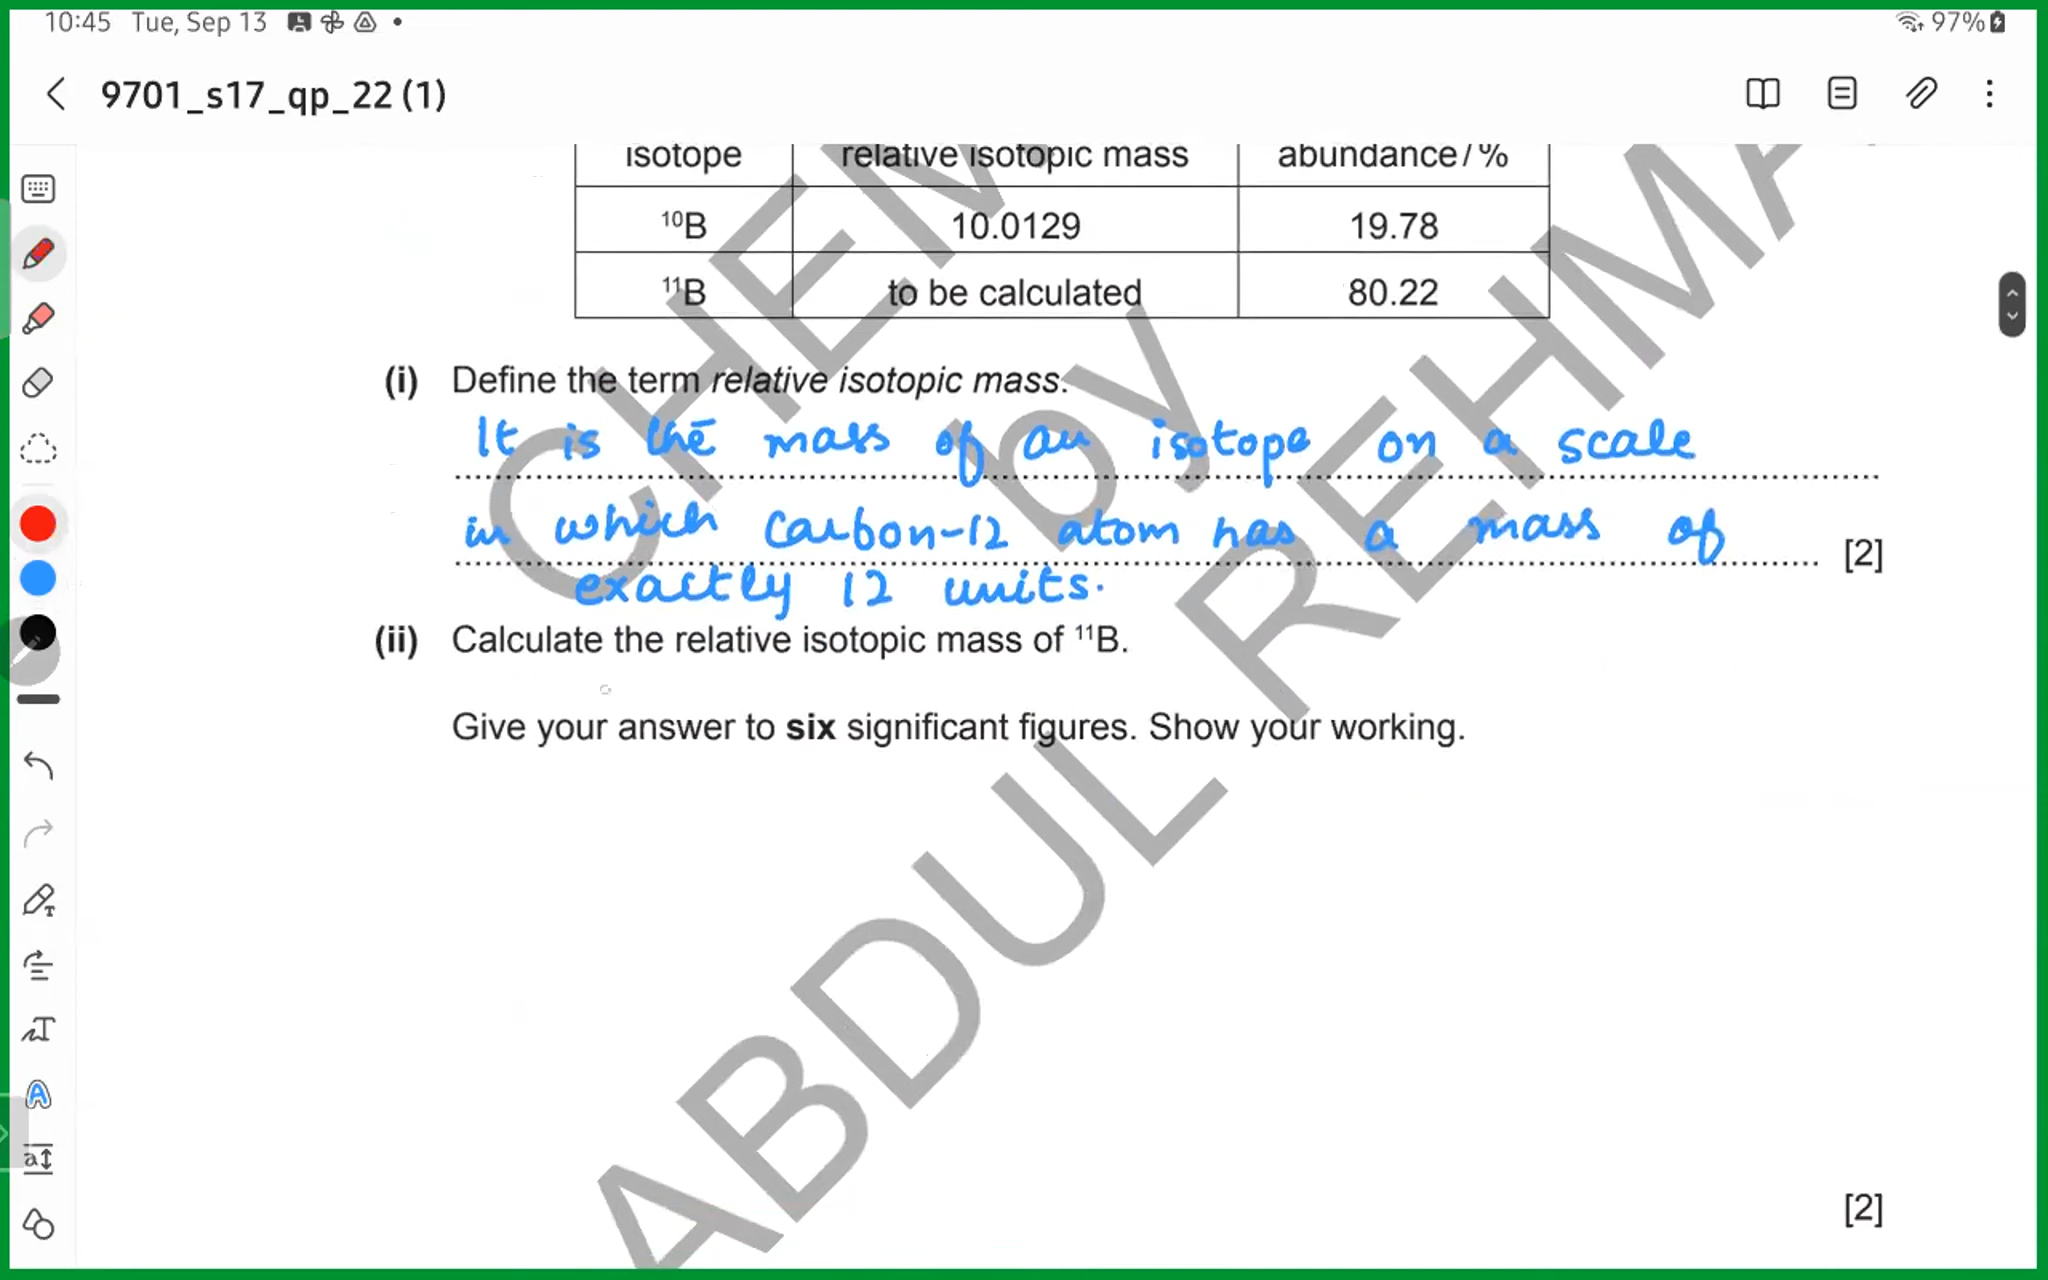 10:45 Tue, Sep 13
97%
9701_s17_qp_22 (1)
isotope relative isotopic mass abundance / %
¹⁰B 10.0129 19.78
¹¹B to be calculated 80.22
(i) Define the term relative isotopic mass.
It is the mass of an isotope on a scale
in which Carbon-12 atom has a mass of
[2]
exactly 12 units.
(ii) Calculate the relative isotopic mass of ¹¹B.
Give your answer to six significant figures. Show your working.
[2]
CHEM
by
ABDUL REHMA